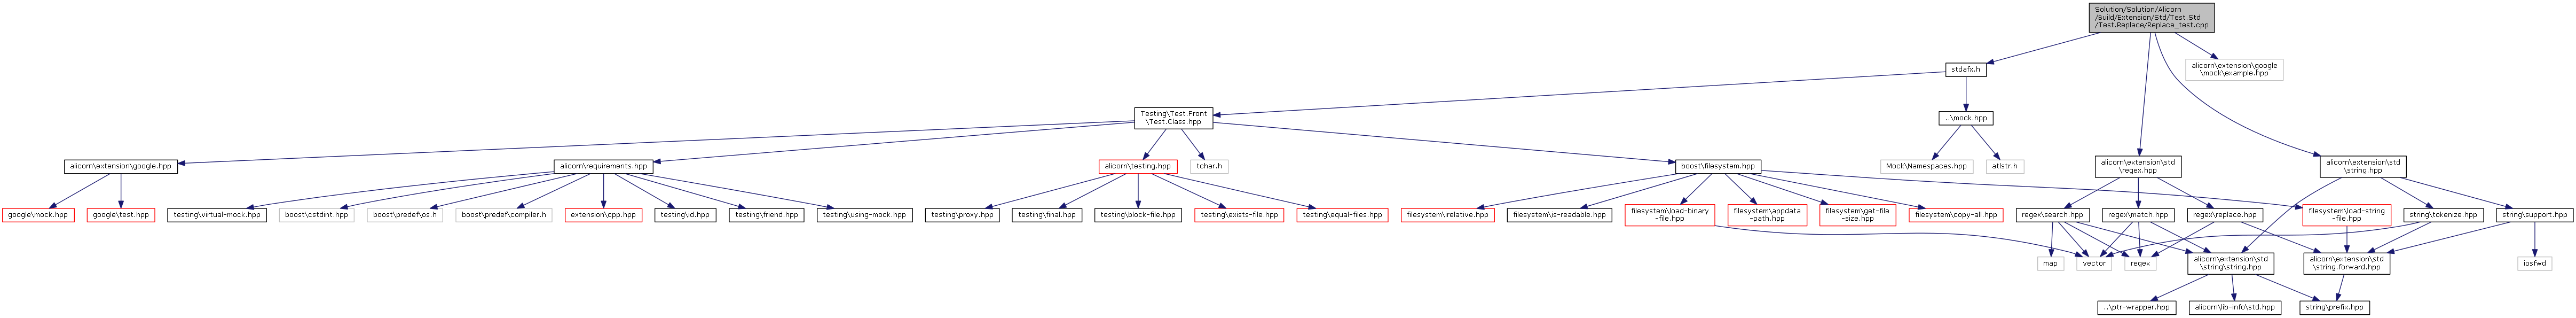 Solution/Solution/Alicorn
/Build/Extension/Std/Test.Std
/Test.Replace/Replace_test.cpp
stdafx.h
alicorn\extension\google
\mock\example.hpp
Testing\Test.Front
\Test.Class.hpp
..\mock.hpp
alicorn\extension\google.hpp
alicorn\requirements.hpp
alicorn\testing.hpp
tchar.h
boost\filesystem.hpp
Mock\Namespaces.hpp
atlstr.h
alicorn\extension\std
\regex.hpp
alicorn\extension\std
\string.hpp
google\mock.hpp
google\test.hpp
testing\virtual-mock.hpp
boost\cstdint.hpp
boost\predef\os.h
boost\predef\compiler.h
extension\cpp.hpp
testing\id.hpp
testing\friend.hpp
testing\using-mock.hpp
testing\proxy.hpp
testing\final.hpp
testing\block-file.hpp
testing\exists-file.hpp
testing\equal-files.hpp
filesystem\relative.hpp
filesystem\is-readable.hpp
filesystem\load-binary
-file.hpp
filesystem\appdata
-path.hpp
filesystem\get-file
-size.hpp
filesystem\copy-all.hpp
regex\search.hpp
regex\match.hpp
regex\replace.hpp
filesystem\load-string
-file.hpp
string\tokenize.hpp
string\support.hpp
map
vector
regex
alicorn\extension\std
\string\string.hpp
alicorn\extension\std
\string.forward.hpp
iosfwd
..\ptr-wrapper.hpp
alicorn\lib-info\std.hpp
string\prefix.hpp